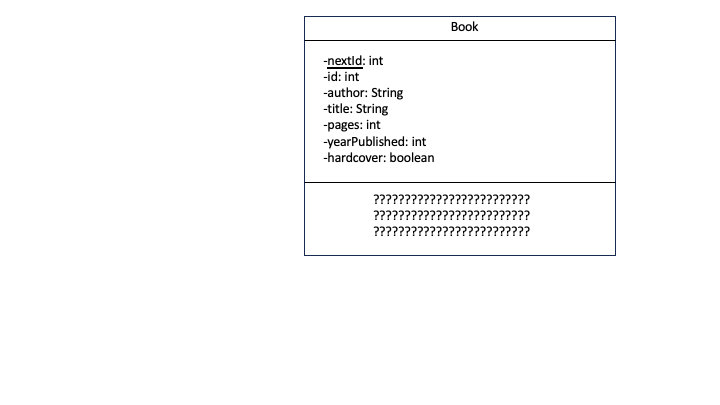 Book
-nextId: int
-id: int
-author: String
-title: String
-pages: int
-yearPublished: int
-hardcover: boolean
?????????????????????????
?????????????????????????
?????????????????????????